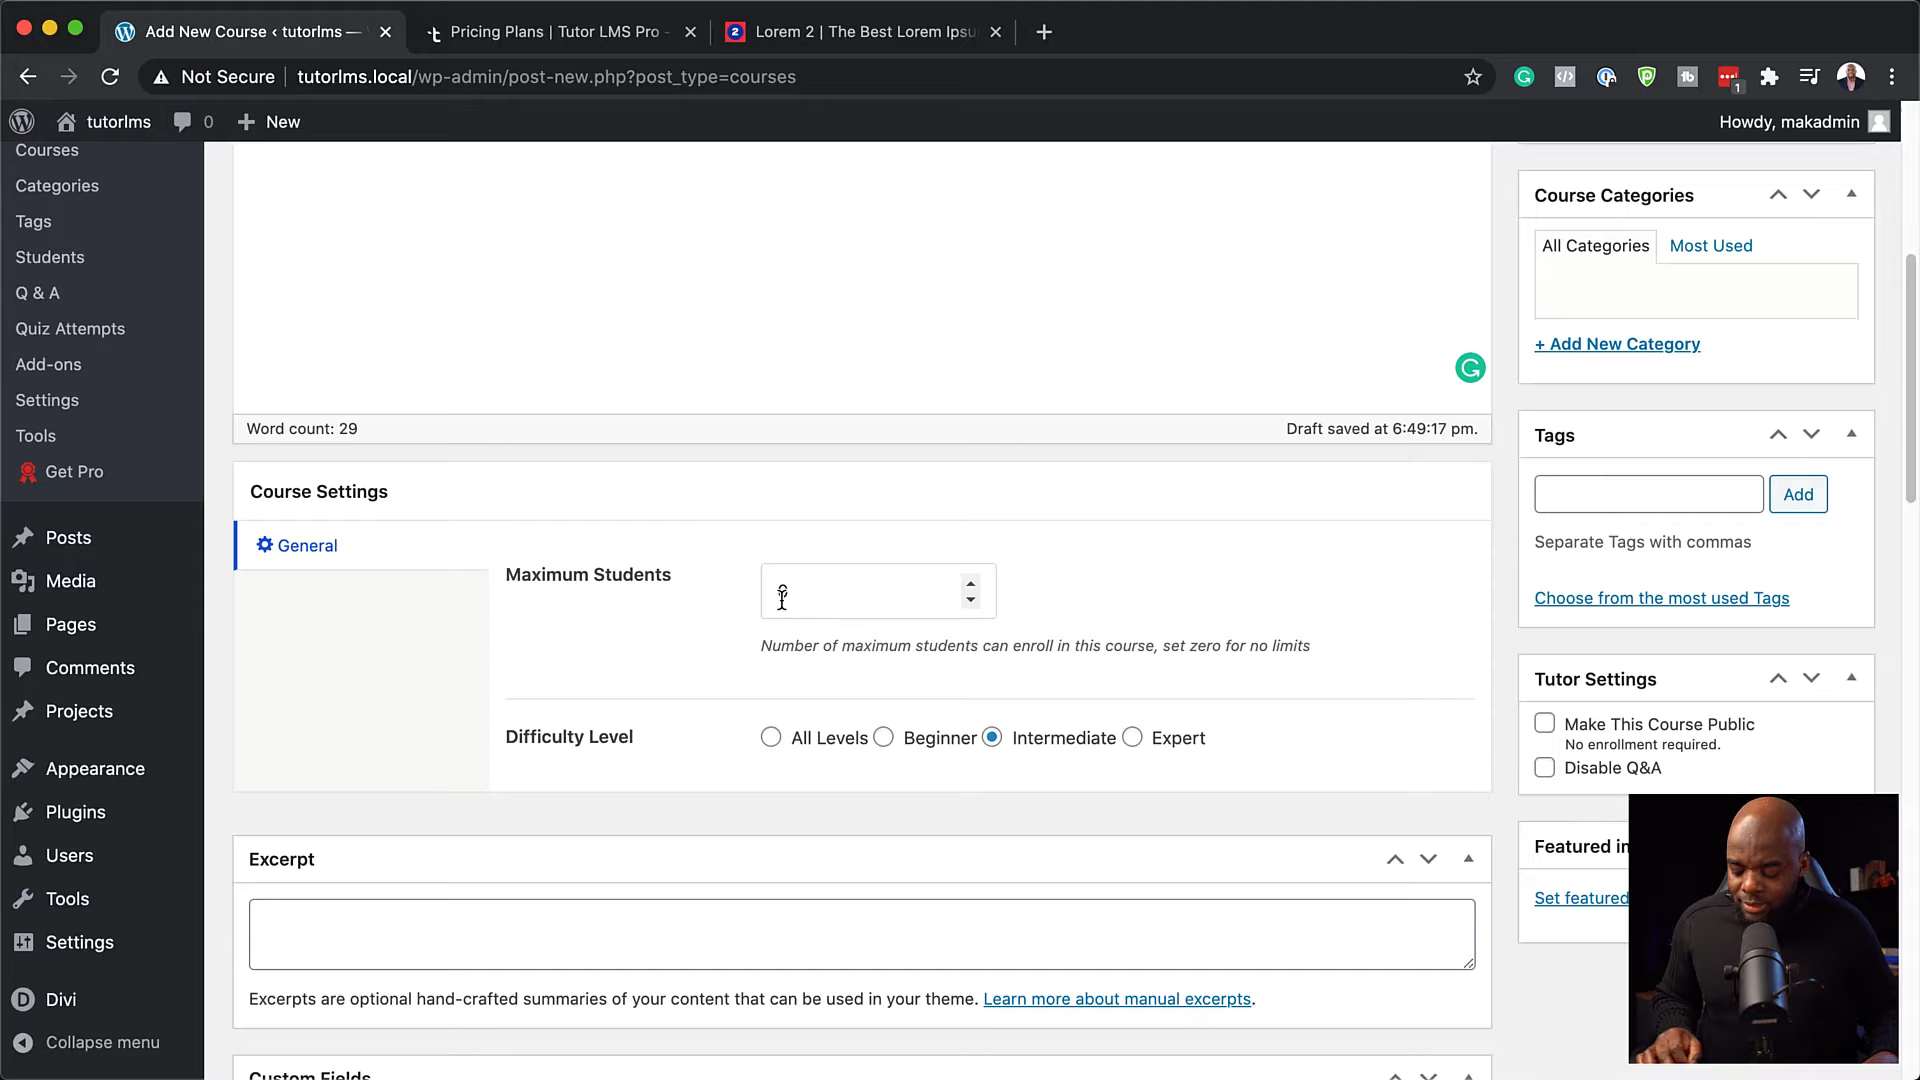 Add New Course ‹ tutorlms —
Pricing Plans | Tutor LMS Pro -
2 Lorem 2 | The Best Lorem Ipsu
Not Secure
tutorlms.local/wp-admin/post-new.php?post_type=courses
1
tutorlms
0
New
Howdy, makadmin
Courses
Categories
Tags
Students
Q & A
Quiz Attempts
Add-ons
Settings
Tools
Get Pro
Posts
Media
Pages
Comments
Projects
Appearance
Plugins
Users
Tools
Settings
Divi
Collapse menu
Word count: 29
Draft saved at 6:49:17 pm.
Course Settings
General
Maximum Students
Number of maximum students can enroll in this course, set zero for no limits
Difficulty Level
All Levels
Beginner
Intermediate
Expert
Excerpt
Excerpts are optional hand-crafted summaries of your content that can be used in your theme. Learn more about manual excerpts.
Custom Fields
Course Categories
All Categories
Most Used
+ Add New Category
Tags
Add
Separate Tags with commas
Choose from the most used Tags
Tutor Settings
Make This Course Public
No enrollment required.
Disable Q&A
Featured
Set featured